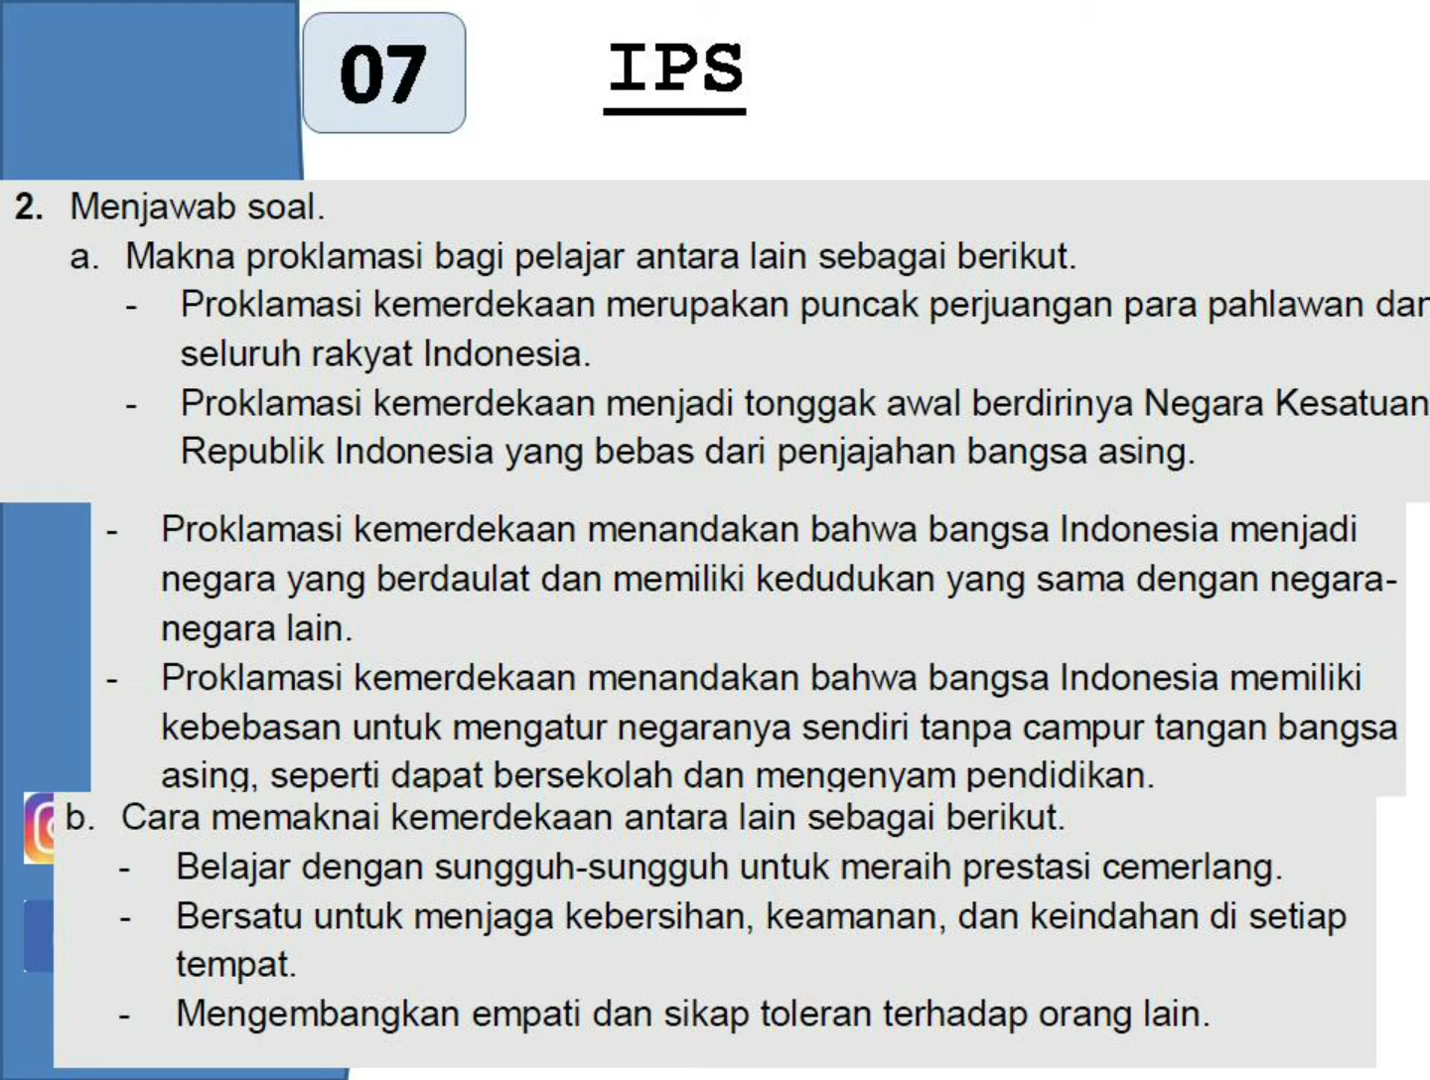 07
IPS
2. Menjawab soal.
a. Makna proklamasi bagi pelajar antara lain sebagai berikut.
- Proklamasi kemerdekaan merupakan puncak perjuangan para pahlawan dan
seluruh rakyat Indonesia.
- Proklamasi kemerdekaan menjadi tonggak awal berdirinya Negara Kesatuan
Republik Indonesia yang bebas dari penjajahan bangsa asing.
- Proklamasi kemerdekaan menandakan bahwa bangsa Indonesia menjadi
negara yang berdaulat dan memiliki kedudukan yang sama dengan negara-
negara lain.
- Proklamasi kemerdekaan menandakan bahwa bangsa Indonesia memiliki
kebebasan untuk mengatur negaranya sendiri tanpa campur tangan bangsa
asing, seperti dapat bersekolah dan mengenyam pendidikan.
b. Cara memaknai kemerdekaan antara lain sebagai berikut.
- Belajar dengan sungguh-sungguh untuk meraih prestasi cemerlang.
- Bersatu untuk menjaga kebersihan, keamanan, dan keindahan di setiap
tempat.
- Mengembangkan empati dan sikap toleran terhadap orang lain.